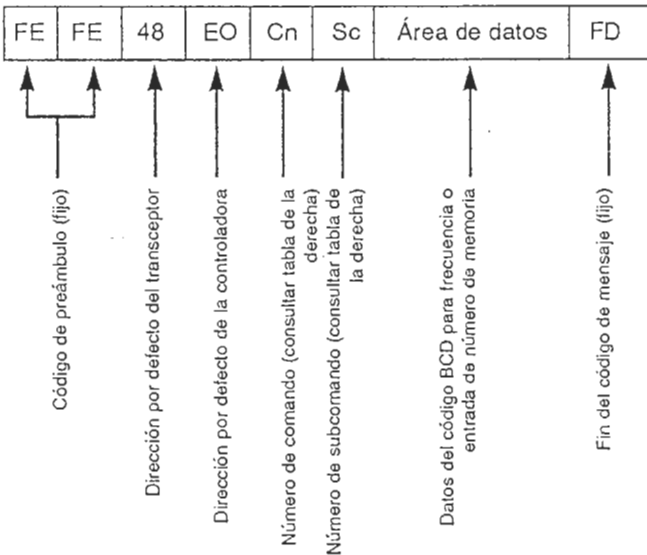 FE FE 48 EO Cn Sc Área de datos FD
Código de preámbulo (fijo)
Dirección por defecto del transceptor
Dirección por defecto de la controladora
Número de comando (consultar tabla de la
derecha)
Número de subcomando (consultar tabla de
la derecha)
Datos del código BCD para frecuencia o
entrada de número de memoria
Fin del código de mensaje (fijo)